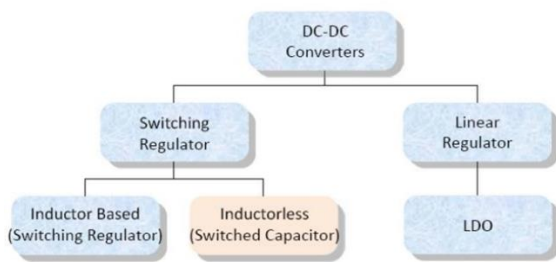 DC-DC
Converters
Switching
Regulator
Linear
Regulator
Inductor Based
(Switching Regulator)
Inductorless
(Switched Capacitor)
LDO